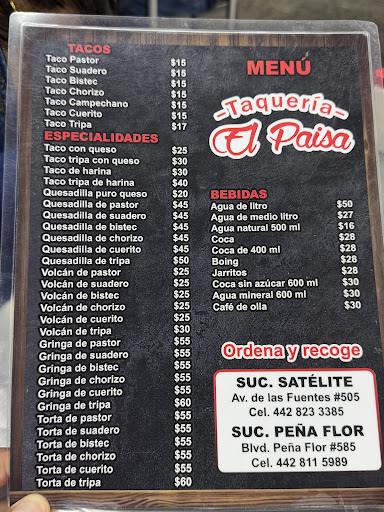 TACOS
Taco Pastor $15
Taco Suadero $15
Taco Bistec $15
Taco Chorizo $15
Taco Campechano $15
Taco Cuerito $15
Taco Tripa $17
ESPECIALIDADES
Taco con queso $25
Taco tripa con queso $30
Taco de harina $30
Taco tripa de harina $40
Quesadilla puro queso $20
Quesadilla de pastor $45
Quesadilla de suadero $45
Quesadilla de bistec $45
Quesadilla de chorizo $45
Quesadilla de cuerito $45
Quesadilla de tripa $50
Volcán de pastor $25
Volcán de suadero $25
Volcán de bistec $25
Volcán de chorizo $25
Volcán de cuerito $25
Volcán de tripa $30
Gringa de pastor $55
Gringa de suadero $55
Gringa de bistec $55
Gringa de chorizo $55
Gringa de cuerito $55
Gringa de tripa $60
Torta de pastor $55
Torta de suadero $55
Torta de bistec $55
Torta de chorizo $55
Torta de cuerito $55
Torta de tripa $60
MENÚ
-Taquería-
El Paisa
BEBIDAS
Agua de litro $50
Agua de medio litro $27
Agua natural 500 ml $16
Coca $28
Coca de 400 ml $28
Boing $28
Jarritos $28
Coca sin azúcar 600 ml $30
Agua mineral 600 ml $30
Café de olla $30
Ordena y recoge
SUC. SATÉLITE
Av. de las Fuentes #505
Cel. 442 823 3385
SUC. PEÑA FLOR
Blvd. Peña Flor #585
Cel. 442 811 5989